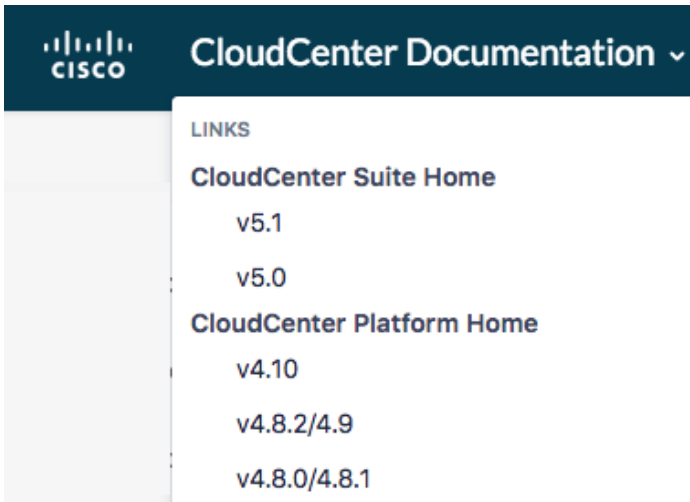 CISCO
CloudCenter Documentation
LINKS
CloudCenter Suite Home
v5.1
v5.0
CloudCenter Platform Home
v4.10
v4.8.2/4.9
v4.8.0/4.8.1